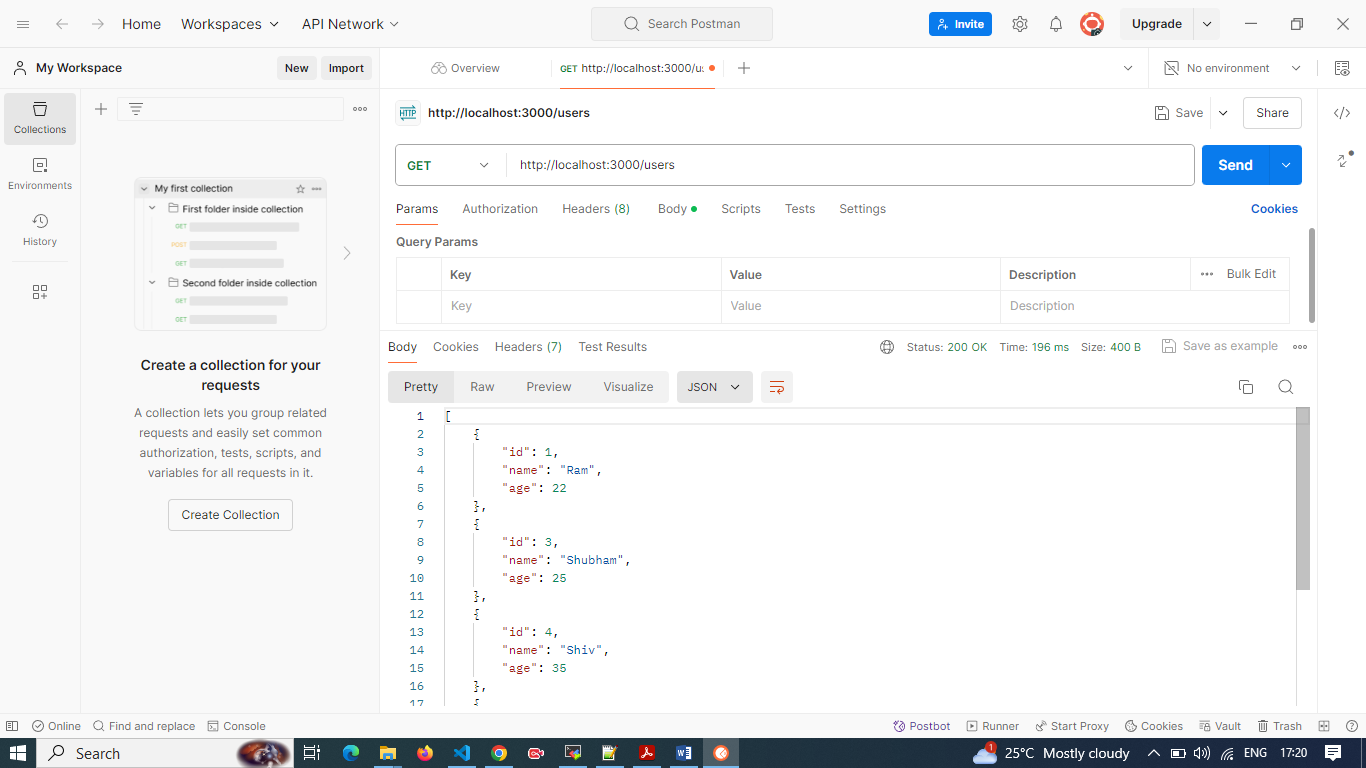 Home Workspaces API Network Search Postman Invite Upgrade
My Workspace New Import Overview GET http://localhost:3000/us No environment
Collections
Environments
History
My first collection
First folder inside collection
GET
POST
GET
Second folder inside collection
GET
GET
Create a collection for your
requests
A collection lets you group related
requests and easily set common
authorization, tests, scripts, and
variables for all requests in it.
Create Collection
HTTP http://localhost:3000/users Save Share
GET http://localhost:3000/users Send
Params Authorization Headers (8) Body Scripts Tests Settings Cookies
Query Params
Key Value Description Bulk Edit
Key Value Description
Body Cookies Headers (7) Test Results Status: 200 OK Time: 196 ms Size: 400 B Save as example
Pretty Raw Preview Visualize JSON
1 [
2 {
3 "id": 1,
4 "name": "Ram",
5 "age": 22
6 },
7 {
8 "id": 3,
9 "name": "Shubham",
10 "age": 25
11 },
12 {
13 "id": 4,
14 "name": "Shiv",
15 "age": 35
16 },
17 {
Online Find and replace Console Postbot Runner Start Proxy Cookies Vault Trash
Search 1 25°C Mostly cloudy ENG 17:20